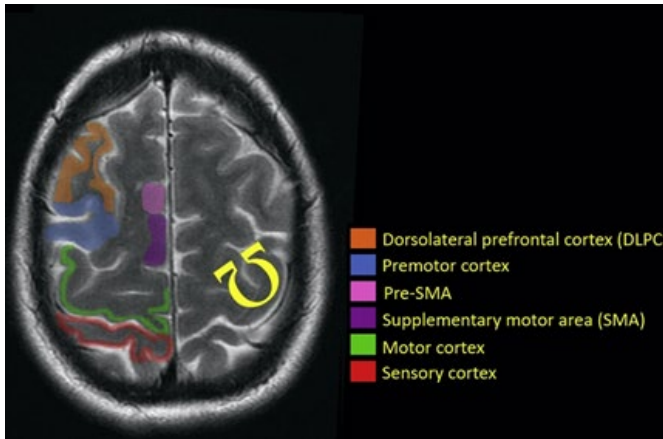 Ʊ
Dorsolateral prefrontal cortex (DLPC
Premotor cortex
Pre-SMA
Supplementary motor area (SMA)
Motor cortex
Sensory cortex